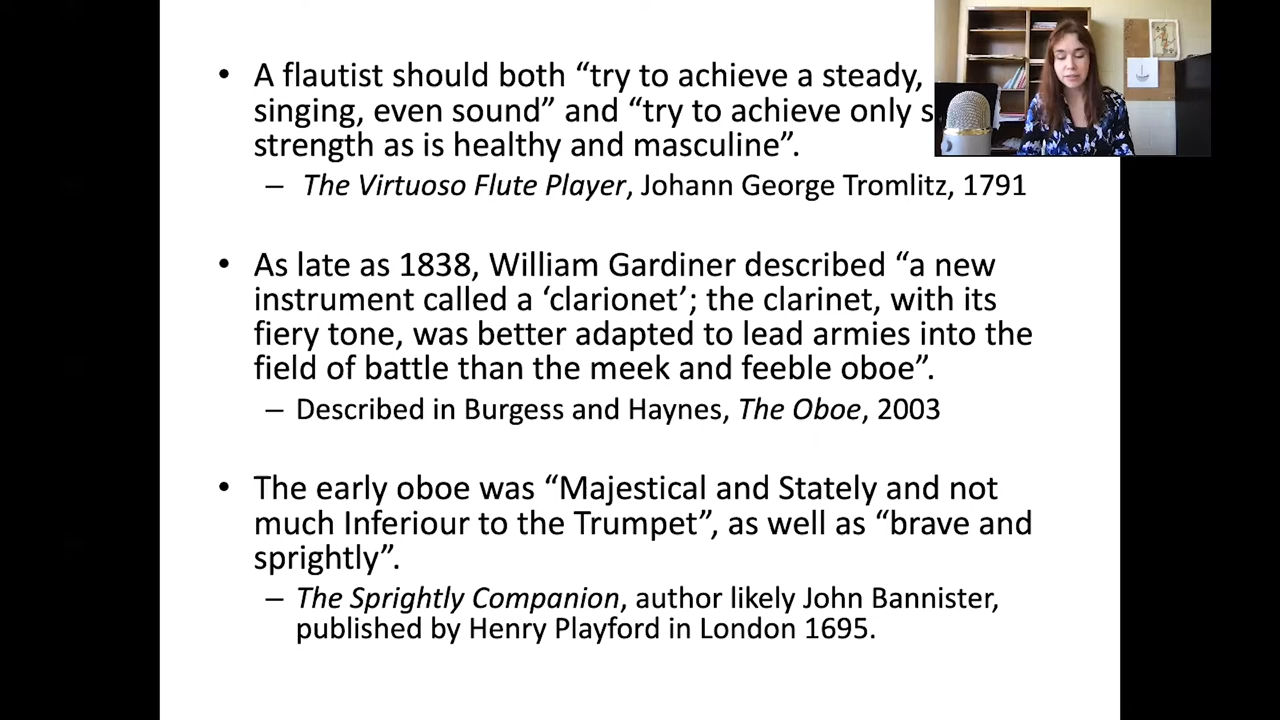 • A flautist should both “try to achieve a steady,
singing, even sound” and “try to achieve only
strength as is healthy and masculine”.
– The Virtuoso Flute Player, Johann George Tromlitz, 1791
• As late as 1838, William Gardiner described “a new
instrument called a ‘clarionet’; the clarinet, with its
fiery tone, was better adapted to lead armies into the
field of battle than the meek and feeble oboe”.
– Described in Burgess and Haynes, The Oboe, 2003
• The early oboe was “Majestical and Stately and not
much Inferiour to the Trumpet”, as well as “brave and
sprightly”.
– The Sprightly Companion, author likely John Bannister,
published by Henry Playford in London 1695.